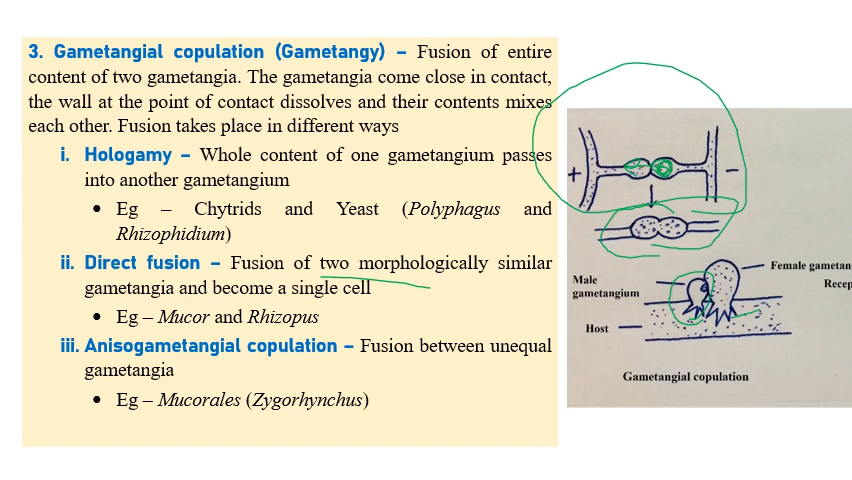 3. Gametangial copulation (Gametangy) – Fusion of entire
content of two gametangia. The gametangia come close in contact,
the wall at the point of contact dissolves and their contents mixes
each other. Fusion takes place in different ways
i. Hologamy – Whole content of one gametangium passes
into another gametangium
• Eg – Chytrids and Yeast (Polyphagus and
Rhizophidium)
ii. Direct fusion – Fusion of two morphologically similar
gametangia and become a single cell
• Eg – Mucor and Rhizopus
iii. Anisogametangial copulation – Fusion between unequal
gametangia
• Eg – Mucorales (Zygorhynchus)
+
–
Female gametan
Recep
Male
gametangium
Host
Gametangial copulation